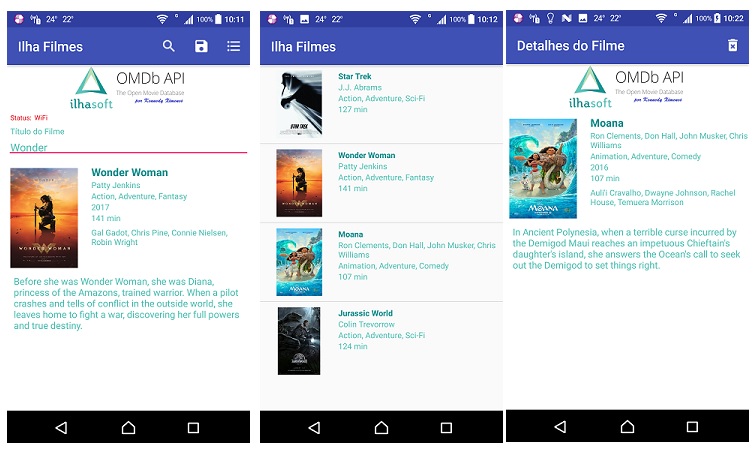 24° 22° 100% 10:11
Ilha Filmes
OMDb API
The Open Movie Database
ilhasoft por Kennedy Ximenes
Status: WiFi
Título do Filme
Wonder
Wonder Woman
Patty Jenkins
Action, Adventure, Fantasy
2017
141 min
Gal Gadot, Chris Pine, Connie Nielsen,
Robin Wright
WONDER WOMAN
Before she was Wonder Woman, she was Diana,
princess of the Amazons, trained warrior. When a pilot
crashes and tells of conflict in the outside world, she
leaves home to fight a war, discovering her full powers
and true destiny.
24° 22° 100% 10:12
Ilha Filmes
Star Trek
J.J. Abrams
Action, Adventure, Sci-Fi
127 min
STAR TREK
Wonder Woman
Patty Jenkins
Action, Adventure, Fantasy
141 min
WONDER WOMAN
Moana
Ron Clements, Don Hall, John Musker, Chris
Williams
Animation, Adventure, Comedy
107 min
MOANA
Jurassic World
Colin Trevorrow
Action, Adventure, Sci-Fi
124 min
24° 22° 100% 10:22
Detalhes do Filme
OMDb API
The Open Movie Database
ilhasoft por Kennedy Ximenes
Moana
Ron Clements, Don Hall, John Musker, Chris
Williams
Animation, Adventure, Comedy
2016
107 min
Auli'i Cravalho, Dwayne Johnson, Rachel
House, Temuera Morrison
MOANA
In Ancient Polynesia, when a terrible curse incurred by
the Demigod Maui reaches an impetuous Chieftain's
daughter's island, she answers the Ocean's call to seek
out the Demigod to set things right.